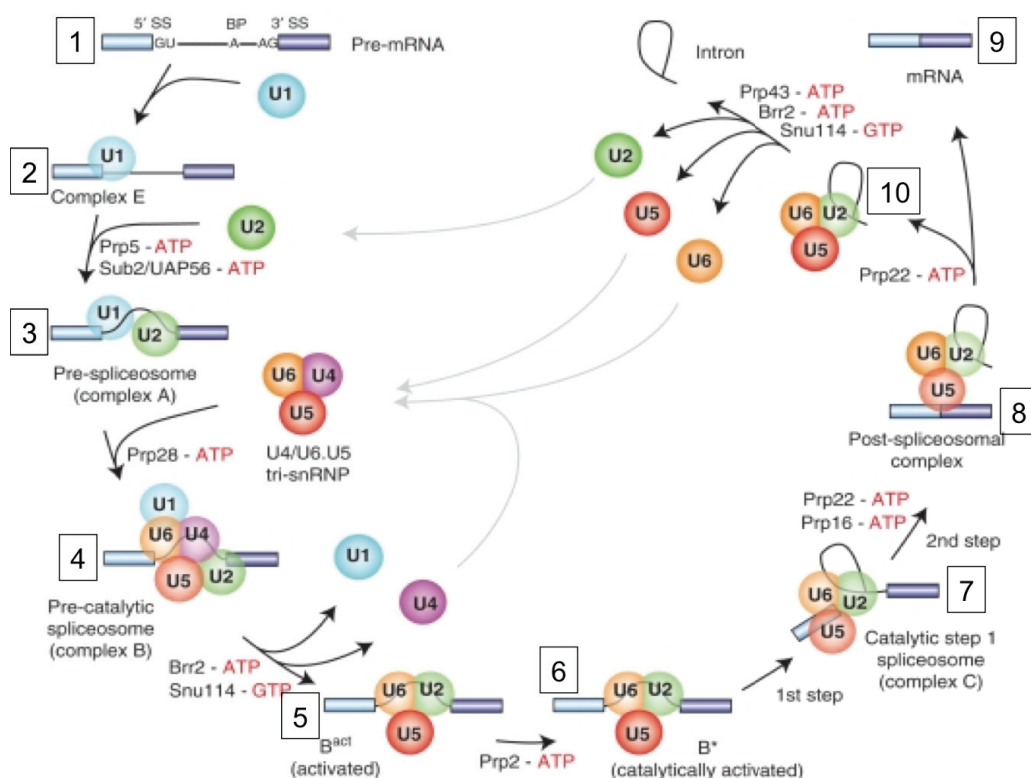 1
5′ SS
BP
3′ SS
GU
A
AG
Pre-mRNA
U1
2
U1
Complex E
U2
Prp5 - ATP
Sub2/UAP56 - ATP
3
U1
U2
Pre-spliceosome
(complex A)
U6
U4
U5
U4/U6.U5
tri-snRNP
Prp28 - ATP
4
U1
U6
U4
U5
U2
Pre-catalytic
spliceosome
(complex B)
U1
U4
Brr2 - ATP
Snu114 - GTP
5
U6
U2
U5
Bact
(activated)
Prp2 - ATP
6
U6
U2
U5
B*
(catalytically activated)
1st step
7
U6
U2
U5
Catalytic step 1
spliceosome
(complex C)
Prp22 - ATP
Prp16 - ATP
2nd step
8
U6
U2
U5
Post-spliceosomal
complex
Prp22 - ATP
9
mRNA
10
U6
U2
U5
Prp43 - ATP
Brr2 - ATP
Snu114 - GTP
Intron
U2
U5
U6